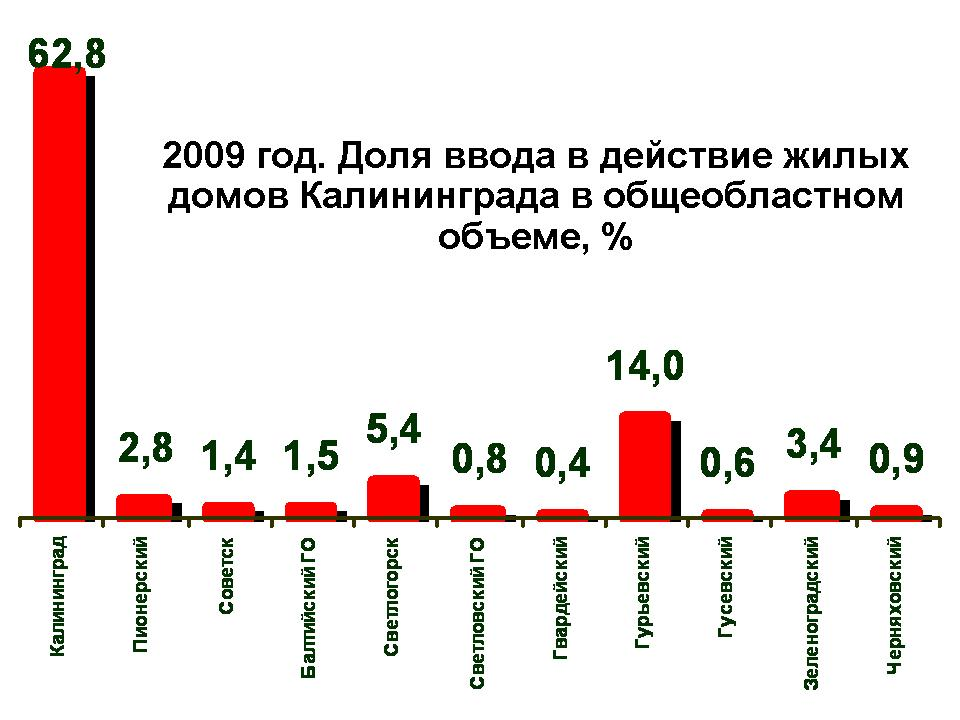 62,8
2009 год. Доля ввода в действие жилых
домов Калининграда в общеобластном
объеме, %
14,0
5,4
2,8
1,4
1,5
0,8
0,4
0,6
3,4
0,9
Калининград
Пионерский
Советск
Балтийский ГО
Светлогорск
Светловский ГО
Гвардейский
Гурьевский
Гусевский
Зеленоградский
Черняховский